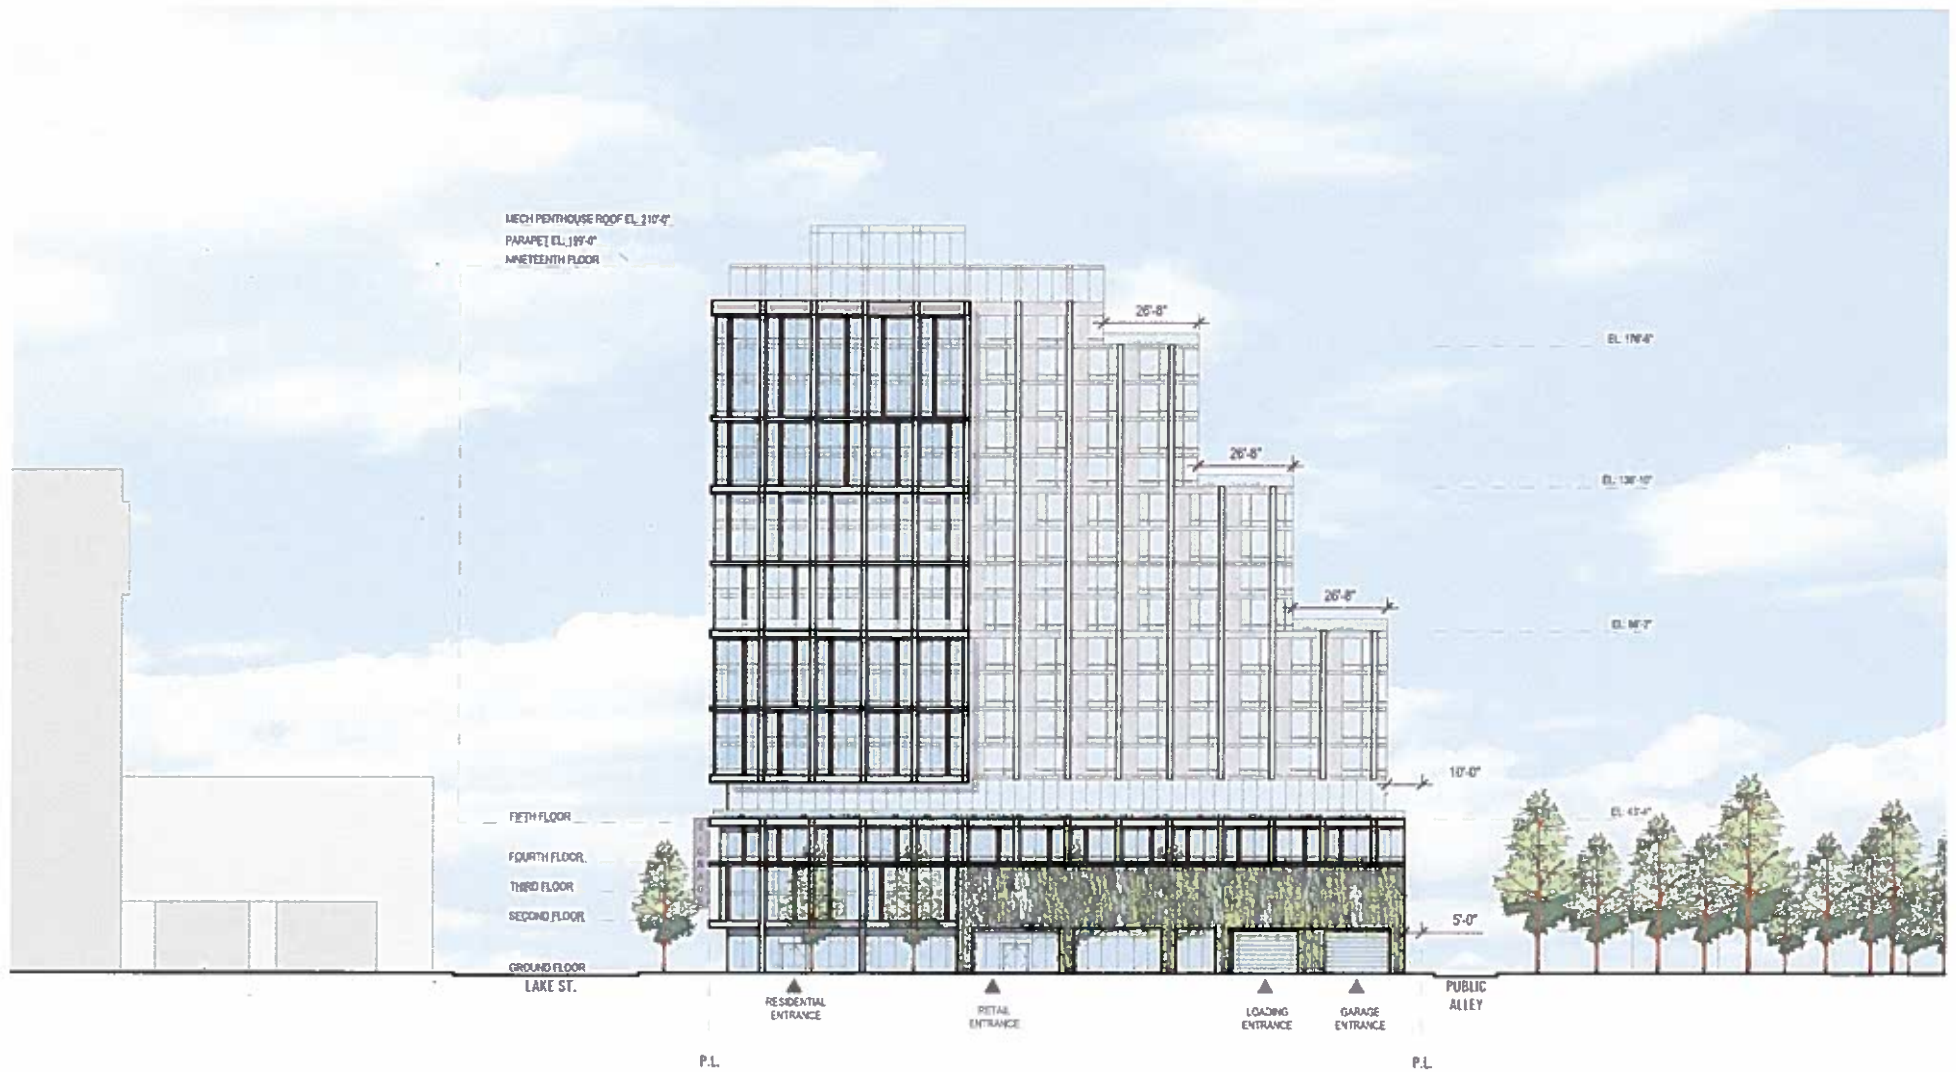 MECH PENTHOUSE ROOF EL. 210'-0"
PARAPET EL. 199'-0"
NINETEENTH FLOOR
26'-8"
26'-8"
26'-8"
10'-0"
FIFTH FLOOR
FOURTH FLOOR
THIRD FLOOR
SECOND FLOOR
5'-0"
GROUND FLOOR
LAKE ST.
RESIDENTIAL
ENTRANCE
RETAIL
ENTRANCE
LOADING
ENTRANCE
GARAGE
ENTRANCE
PUBLIC
ALLEY
P.L.
P.L.